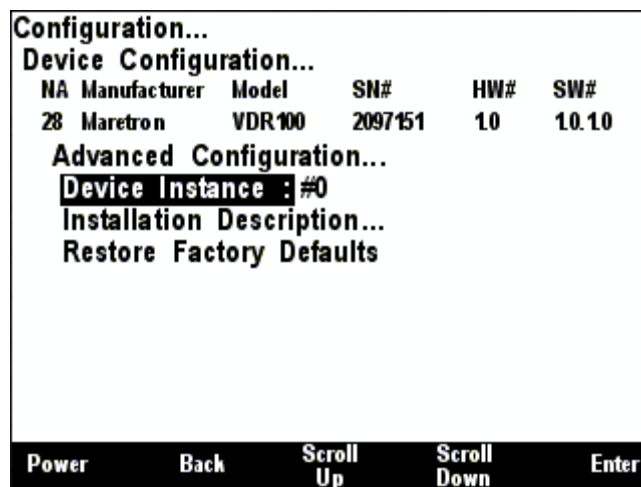 Configuration...
Device Configuration...
NA Manufacturer Model SN# HW# SW#
28 Maretron VDR100 2097151 1.0 1.0.1.0
Advanced Configuration...
Device Instance : #0
Installation Description...
Restore Factory Defaults
Power Back Scroll Up Scroll Down Enter